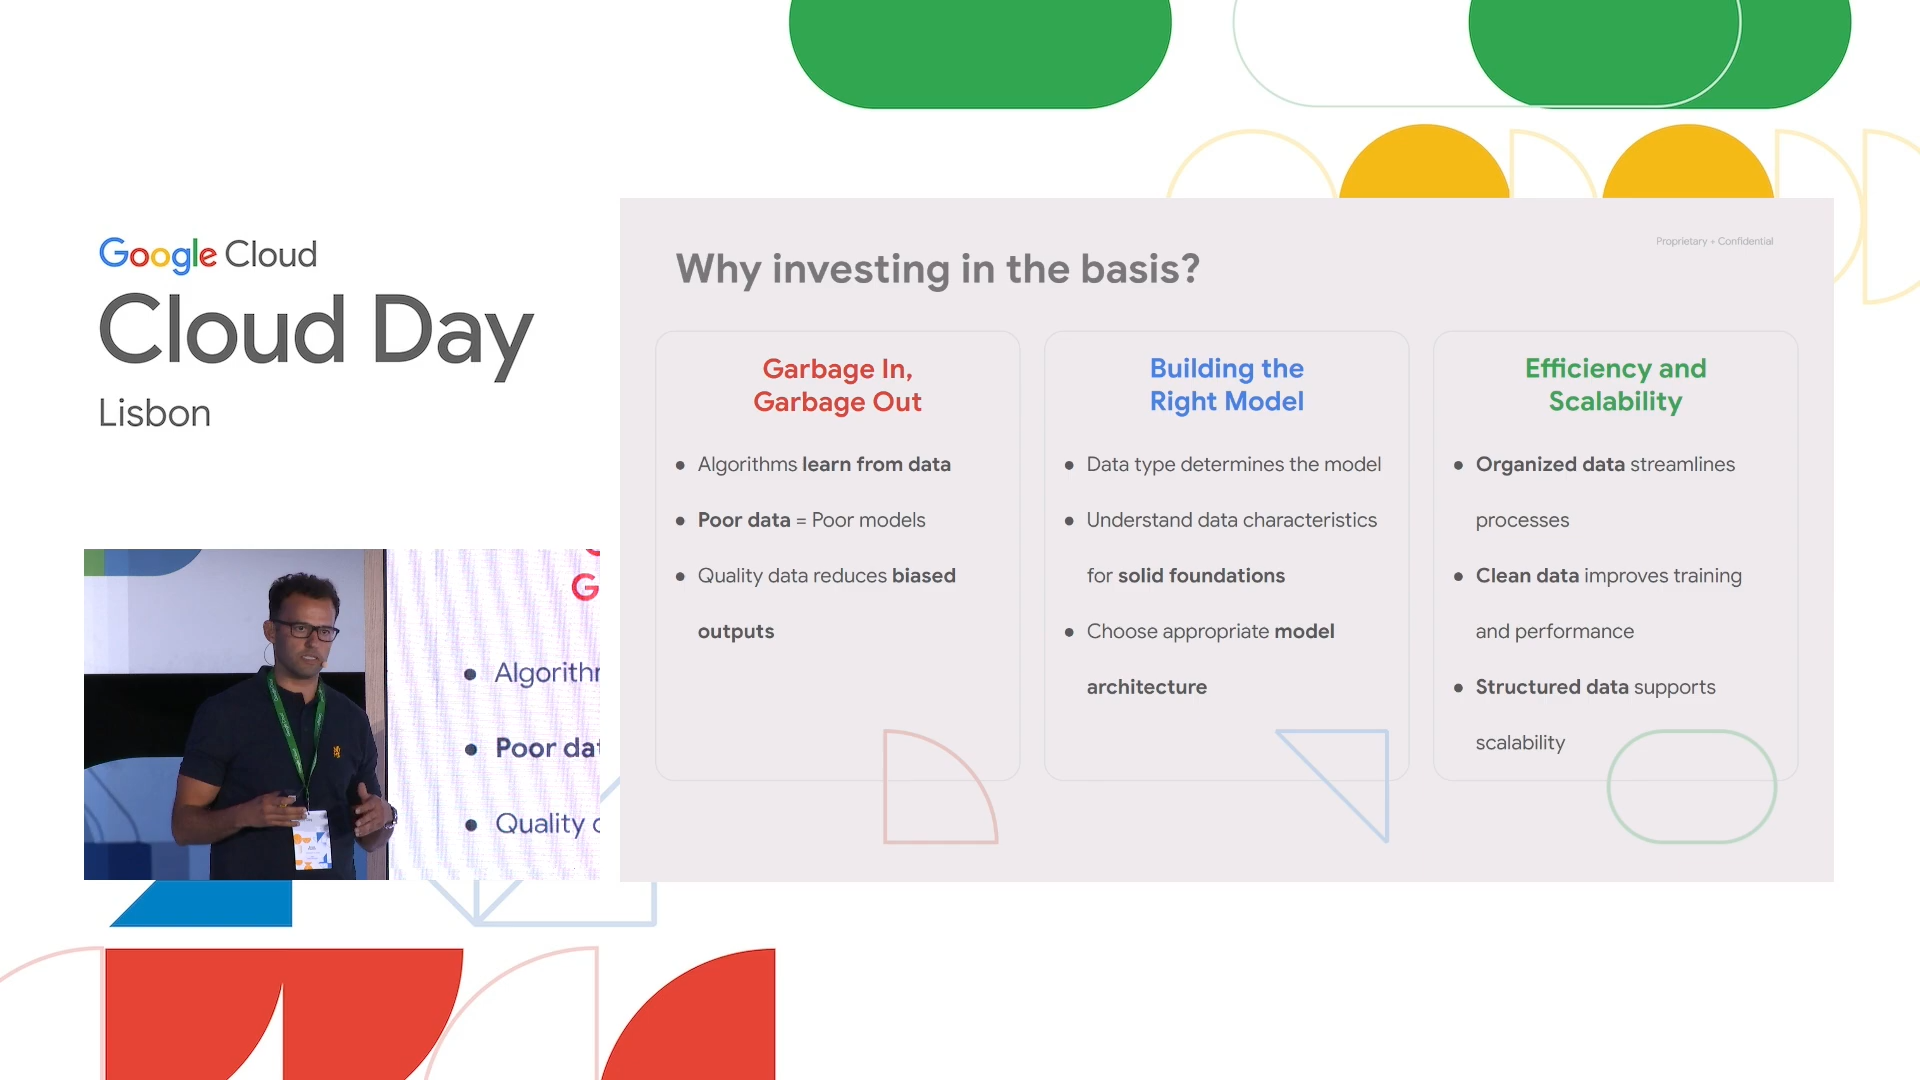 Google Cloud
Cloud Day
Lisbon
Proprietary + Confidential
Why investing in the basis?
Garbage In,
Garbage Out
• Algorithms learn from data
• Poor data = Poor models
• Quality data reduces biased
outputs
Building the
Right Model
• Data type determines the model
• Understand data characteristics
for solid foundations
• Choose appropriate model
architecture
Efficiency and
Scalability
• Organized data streamlines
processes
• Clean data improves training
and performance
• Structured data supports
scalability
G
• Algorith
• Poor dat
• Quality